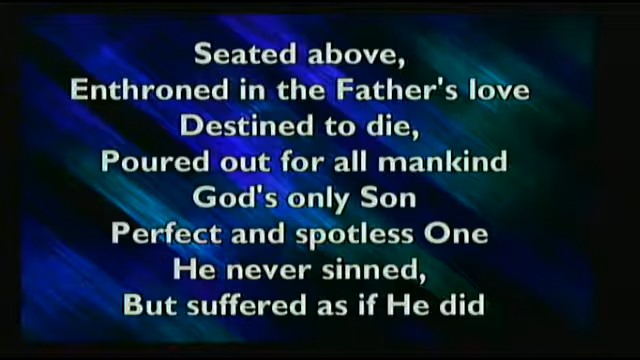 Seated above,
Enthroned in the Father's love
Destined to die,
Poured out for all mankind
God's only Son
Perfect and spotless One
He never sinned,
But suffered as if He did